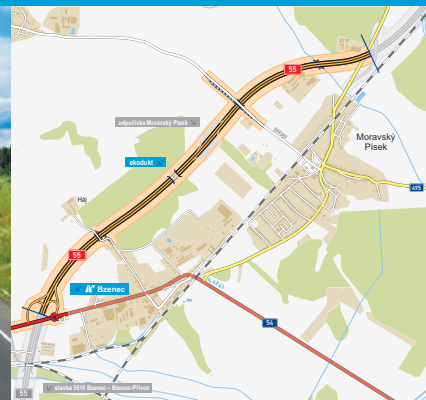 55
odpočívka Moravský Písek
Moravský
Písek
ekodukt
495
Háj
55
Bzenec
54
stavba 5510 Bzenec – Bzenec-Přívoz
55